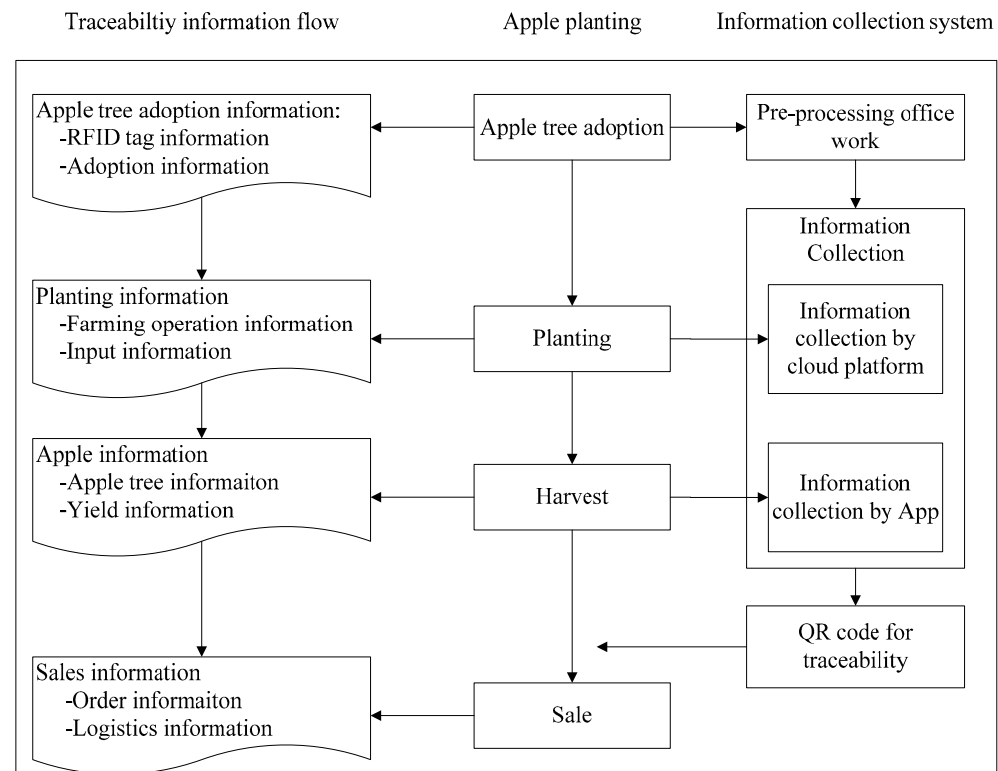 Traceabiltiy information flow
Apple planting
Information collection system
Apple tree adoption information:
-RFID tag information
-Adoption information
Apple tree adoption
Pre-processing office
work
Information
Collection
Planting information
-Farming operation information
-Input information
Planting
Information
collection by
cloud platform
Apple information
-Apple tree informaiton
-Yield information
Harvest
Information
collection by App
QR code for
traceability
Sales information
-Order informaiton
-Logistics information
Sale